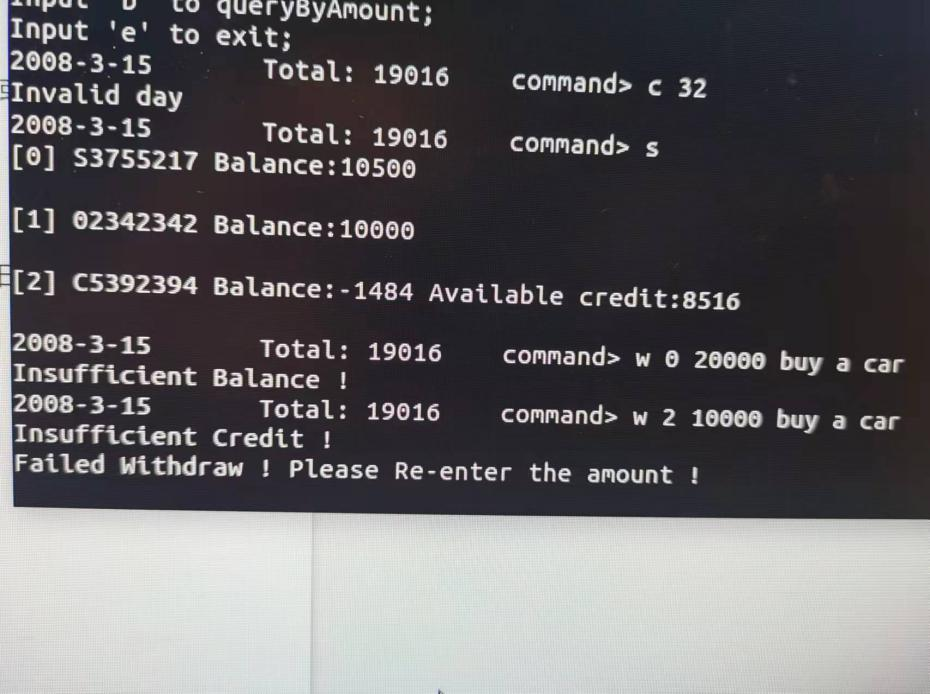 Input 'b' to queryByAmount;
Input 'e' to exit;
2008-3-15 Total: 19016 command> c 32
Invalid day
2008-3-15 Total: 19016 command> s
[0] S3755217 Balance:10500
[1] 02342342 Balance:10000
[2] C5392394 Balance:-1484 Available credit:8516
2008-3-15 Total: 19016 command> w 0 20000 buy a car
Insufficient Balance !
2008-3-15 Total: 19016 command> w 2 10000 buy a car
Insufficient Credit !
Failed Withdraw ! Please Re-enter the amount !